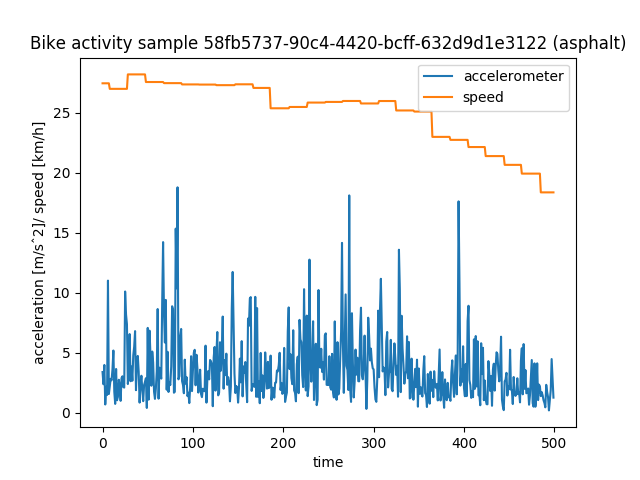 Bike activity sample 58fb5737-90c4-4420-bcff-632d9d1e3122 (asphalt)
accelerometer
speed
acceleration [m/s^2]/ speed [km/h]
25
20
15
10
5
0
0 100 200 300 400 500
time